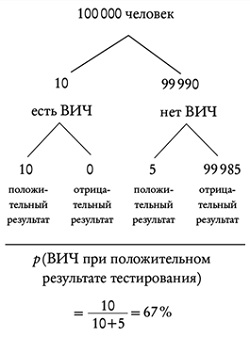 100 000 человек
10 99 990
есть ВИЧ нет ВИЧ
10 0 5 99 985
положи- отрица- положи- отрица-
тельный тельный тельный тельный
результат результат результат результат
p(ВИЧ при положительном
результате тестирования)
= 10/10+5 = 67 %